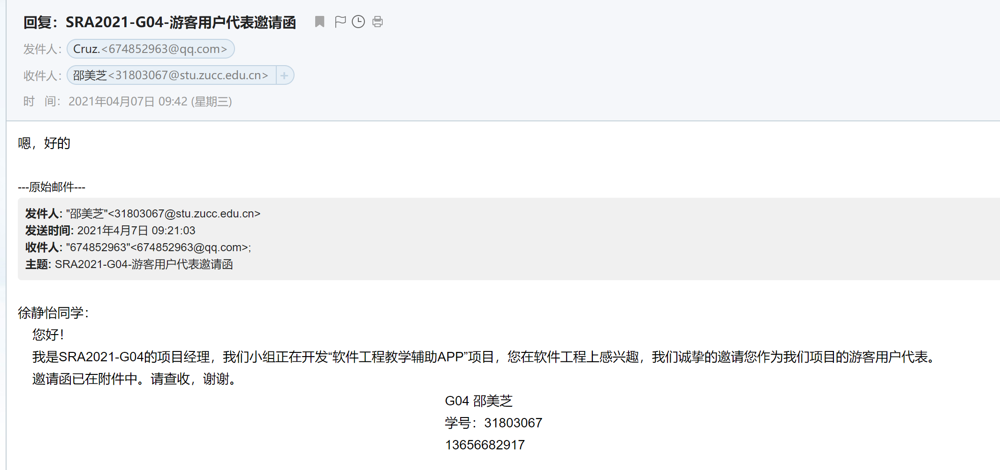 回复：SRA2021-G04-游客用户代表邀请函
发件人：Cruz.<674852963@qq.com>
收件人：邵美芝<31803067@stu.zucc.edu.cn> +
时 间：2021年04月07日 09:42 (星期三)
嗯，好的
---原始邮件---
发件人: "邵美芝"<31803067@stu.zucc.edu.cn>
发送时间: 2021年4月7日 09:21:03
收件人: "674852963"<674852963@qq.com>;
主题: SRA2021-G04-游客用户代表邀请函
徐静怡同学：
您好！
我是SRA2021-G04的项目经理，我们小组正在开发“软件工程教学辅助APP”项目，您在软件工程上感兴趣，我们诚挚的邀请您作为我们项目的游客用户代表。
邀请函已在附件中。请查收，谢谢。
G04 邵美芝
学号：31803067
13656682917